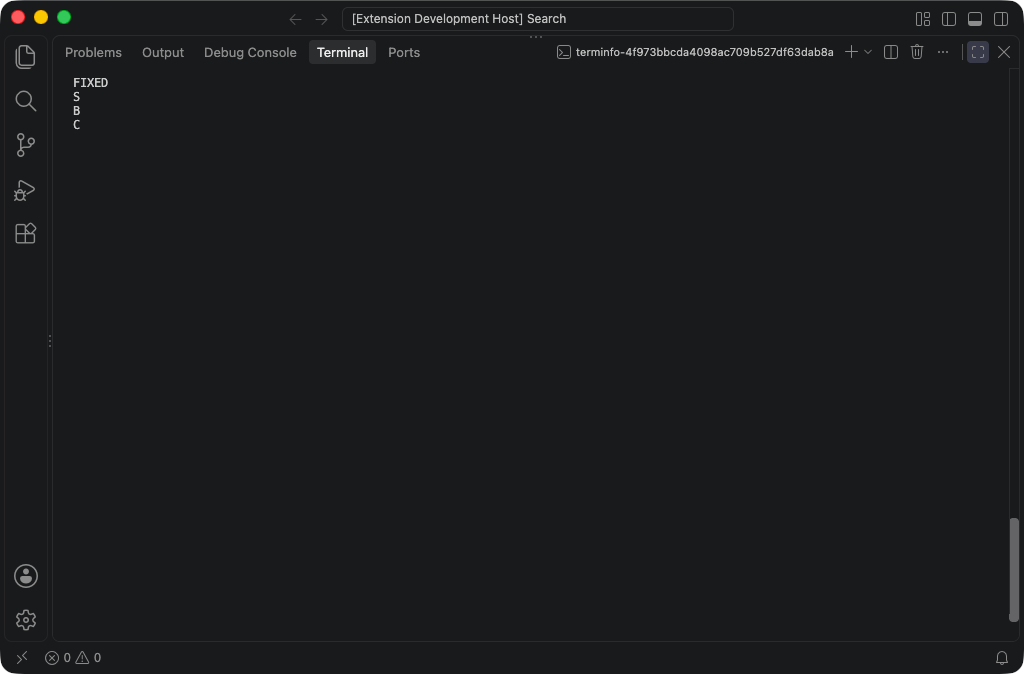 [Extension Development Host] Search
Problems Output Debug Console Terminal Ports terminfo-4f973bbcda4098ac709b527df63dab8a
FIXED
S
B
C
0 0